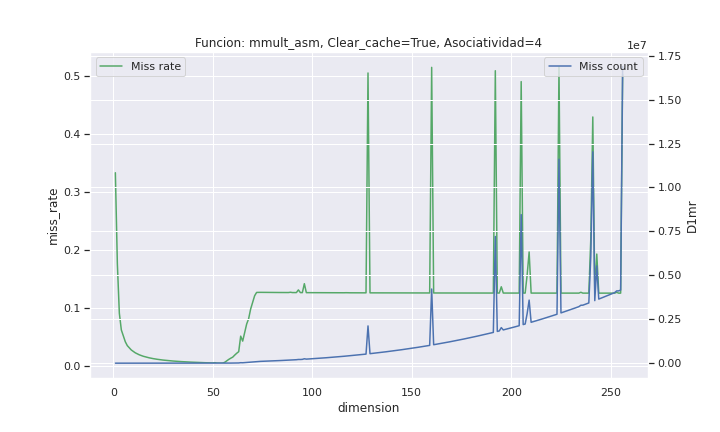 Funcion: mmult_asm, Clear_cache=True, Asociatividad=4
1e7
Miss rate
Miss count
0.5
0.4
0.3
0.2
0.1
0.0
miss_rate
1.75
1.50
1.25
1.00
0.75
0.50
0.25
0.00
D1mr
0 50 100 150 200 250
dimension